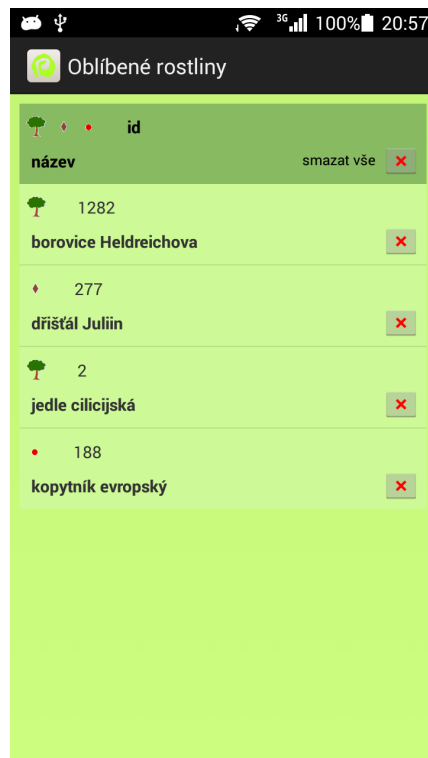 3G 100% 20:57
Oblíbené rostliny
id
název smazat vše
1282
borovice Heldreichova
277
dřišťál Juliin
2
jedle cilicijská
188
kopytník evropský